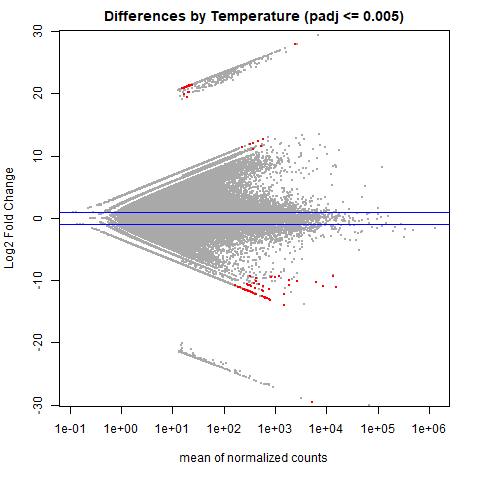 Differences by Temperature (padj <= 0.005)
30
20
10
0
-10
-20
-30
Log2 Fold Change
1e-01 1e+00 1e+01 1e+02 1e+03 1e+04 1e+05 1e+06
mean of normalized counts